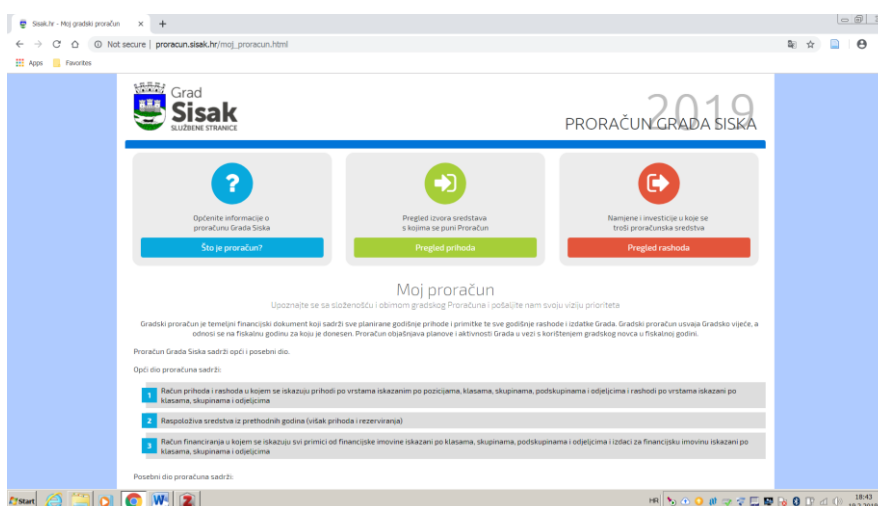 Sisak.hr - Moj gradski proračun
Not secure | proracun.sisak.hr/moj_proracun.html
Apps Favorites
Grad
Sisak
SLUŽBENE STRANICE
2019
PRORAČUN GRADA SISKA
?
Općenite informacije o
proračunu Grada Siska
Što je proračun?
Pregled izvora sredstava
s kojima se puni Proračun
Pregled prihoda
Namjene i investicije u koje se
troši proračunska sredstva
Pregled rashoda
Moj proračun
Upoznajte se sa složenošću i obimom gradskog Proračuna i pošaljite nam svoju viziju prioriteta
Gradski proračun je temeljni financijski dokument koji sadrži sve planirane godišnje prihode i primitke te sve godišnje rashode i izdatke Grada. Gradski proračun usvaja Gradsko vijeće, a
odnosi se na fiskalnu godinu za koju je donesen. Proračun objašnjava planove i aktivnosti Grada u vezi s korištenjem gradskog novca u fiskalnoj godini.
Proračun Grada Siska sadrži opći i posebni dio.
Opći dio proračuna sadrži:
1 Račun prihoda i rashoda u kojem se iskazuju prihodi po vrstama iskazanim po pozicijama, klasama, skupinama, podskupinama i odjeljcima i rashodi po vrstama iskazani po
klasama, skupinama i odjeljcima
2 Raspoloživa sredstva iz prethodnih godina (višak prihoda i rezerviranja)
3 Račun financiranja u kojem se iskazuju svi primici od financijske imovine iskazani po klasama, skupinama, podskupinama i odjeljcima i izdaci za financijsku imovinu iskazani po
klasama, skupinama i odjeljcima
Posebni dio proračuna sadrži:
Start
HR
18:43